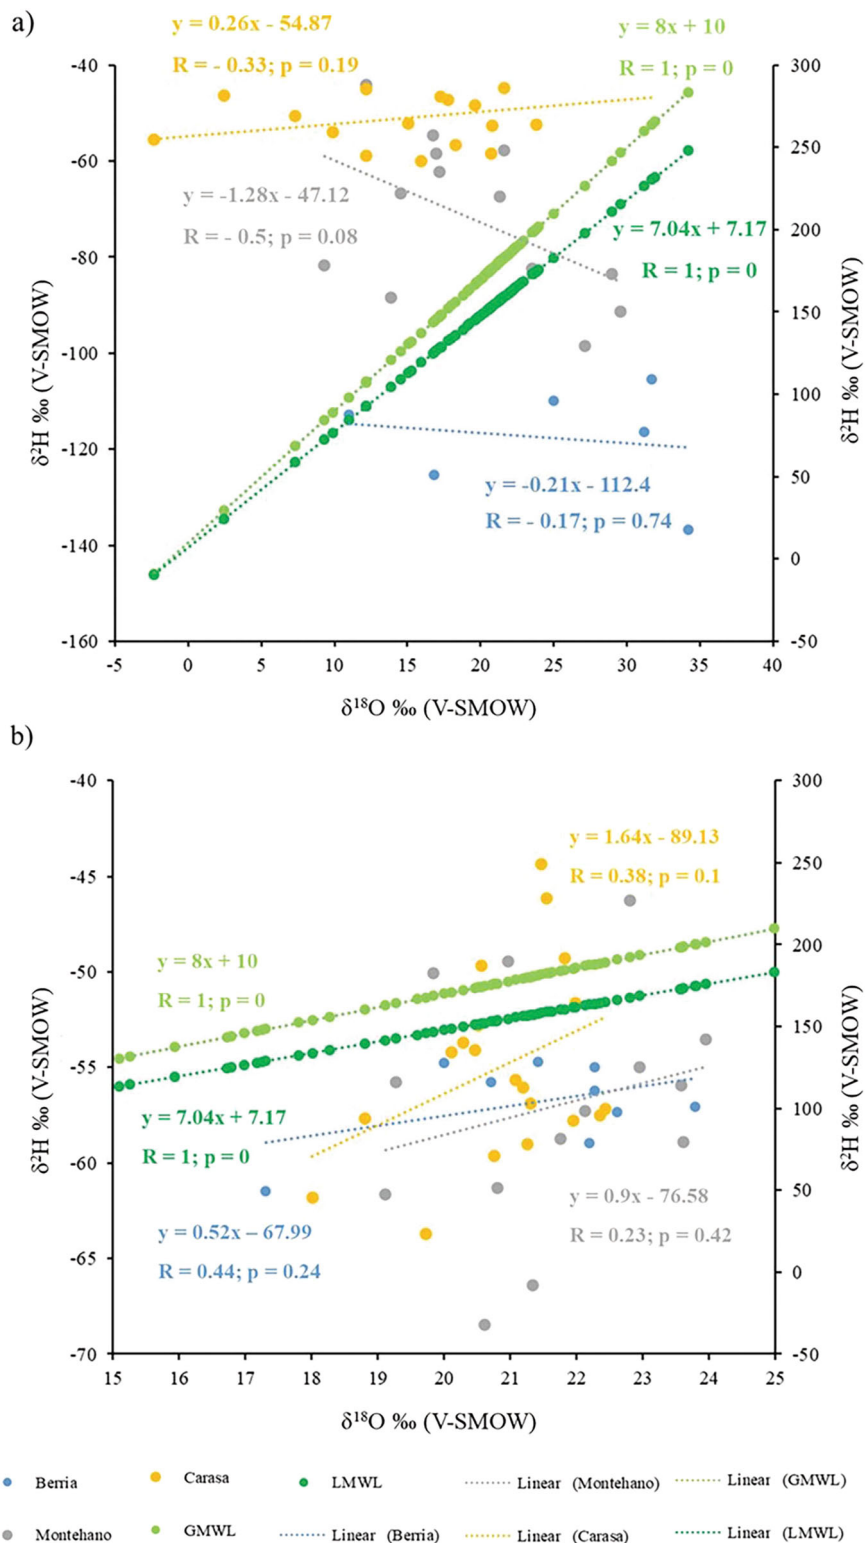 a)
y = 0.26x - 54.87
R = - 0.33; p = 0.19
y = 8x + 10
R = 1; p = 0
-40
-60
-80
-100
-120
-140
-160
300
250
200
150
100
50
0
-50
y = -1.28x - 47.12
R = - 0.5; p = 0.08
y = 7.04x + 7.17
R = 1; p = 0
y = -0.21x - 112.4
R = - 0.17; p = 0.74
δ²H ‰ (V-SMOW)
δ²H ‰ (V-SMOW)
-5 0 5 10 15 20 25 30 35 40
δ¹⁸O ‰ (V-SMOW)
b)
-40
-45
-50
-55
-60
-65
-70
300
250
200
150
100
50
0
-50
y = 1.64x - 89.13
R = 0.38; p = 0.1
y = 8x + 10
R = 1; p = 0
y = 7.04x + 7.17
R = 1; p = 0
y = 0.9x - 76.58
R = 0.23; p = 0.42
y = 0.52x – 67.99
R = 0.44; p = 0.24
δ²H ‰ (V-SMOW)
δ²H ‰ (V-SMOW)
15 16 17 18 19 20 21 22 23 24 25
δ¹⁸O ‰ (V-SMOW)
Berria Carasa LMWL Linear (Montehano) Linear (GMWL)
Montehano GMWL Linear (Berria) Linear (Carasa) Linear (LMWL)